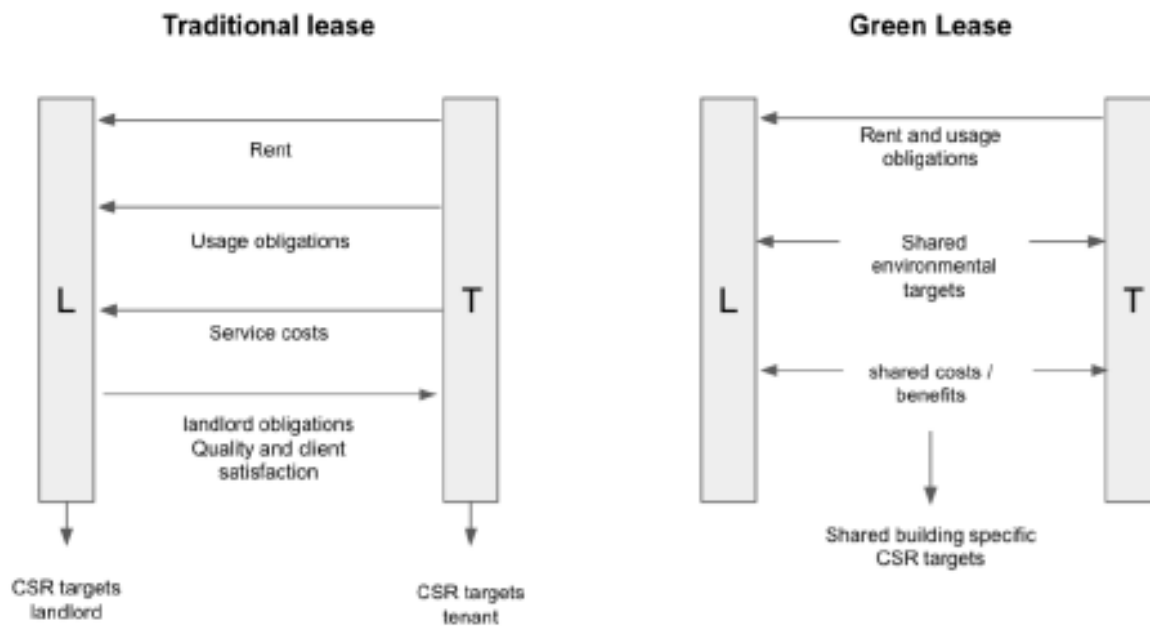 Traditional lease
Rent
Usage obligations
L
T
Service costs
landlord obligations
Quality and client
satisfaction
CSR targets
landlord
CSR targets
tenant
Green Lease
Rent and usage
obligations
Shared
environmental
targets
L
T
shared costs /
benefits
Shared building specific
CSR targets